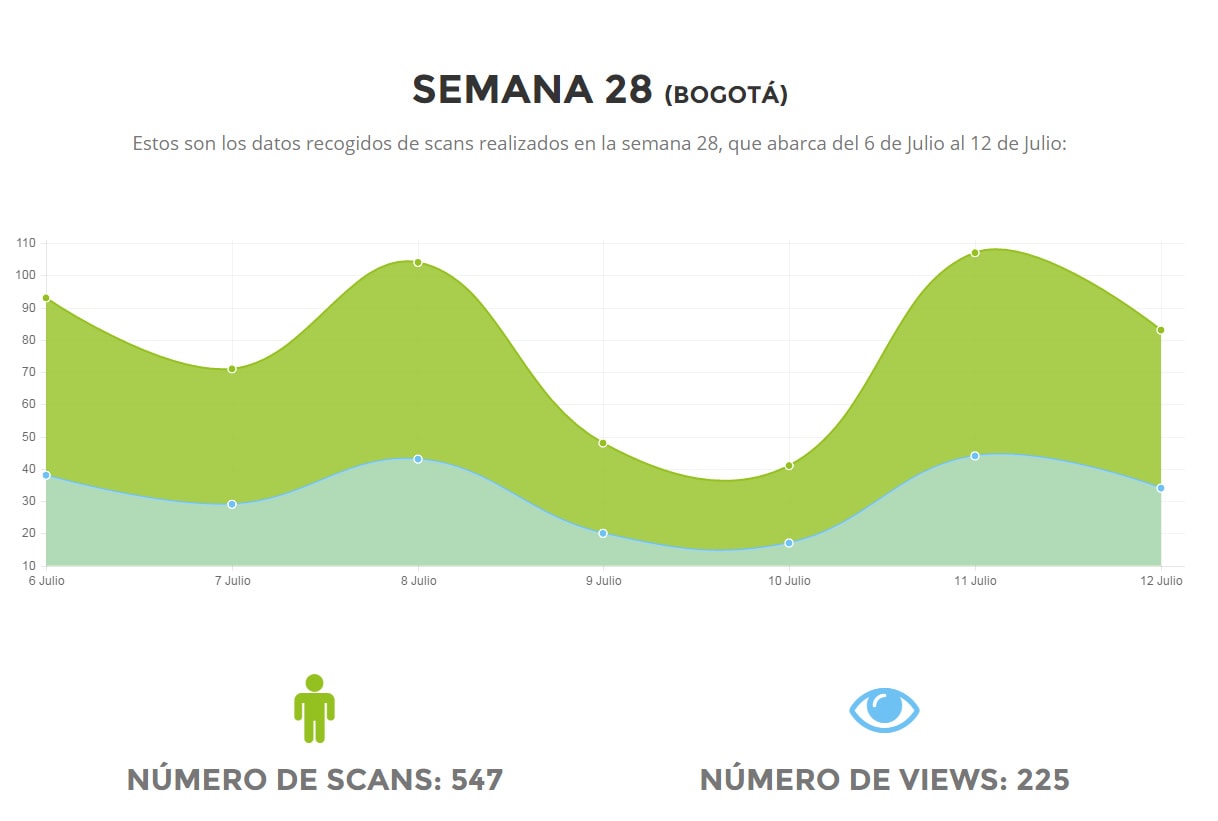 SEMANA 28 (BOGOTÁ)
Estos son los datos recogidos de scans realizados en la semana 28, que abarca del 6 de Julio al 12 de Julio:
110
100
90
80
70
60
50
40
30
20
10
6 Julio 7 Julio 8 Julio 9 Julio 10 Julio 11 Julio 12 Julio
NÚMERO DE SCANS: 547 NÚMERO DE VIEWS: 225